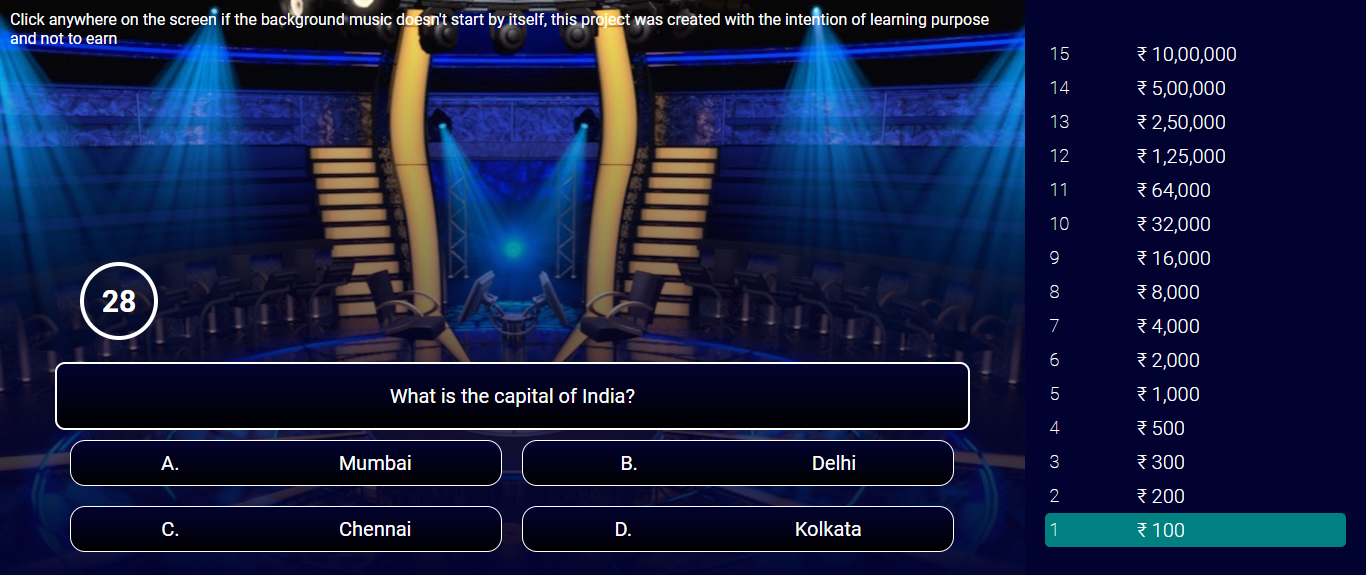 Click anywhere on the screen if the background music doesn't start by itself, this project was created with the intention of learning purpose
and not to earn
28
What is the capital of India?
A. Mumbai
B. Delhi
C. Chennai
D. Kolkata
15 ₹ 10,00,000
14 ₹ 5,00,000
13 ₹ 2,50,000
12 ₹ 1,25,000
11 ₹ 64,000
10 ₹ 32,000
9 ₹ 16,000
8 ₹ 8,000
7 ₹ 4,000
6 ₹ 2,000
5 ₹ 1,000
4 ₹ 500
3 ₹ 300
2 ₹ 200
1 ₹ 100